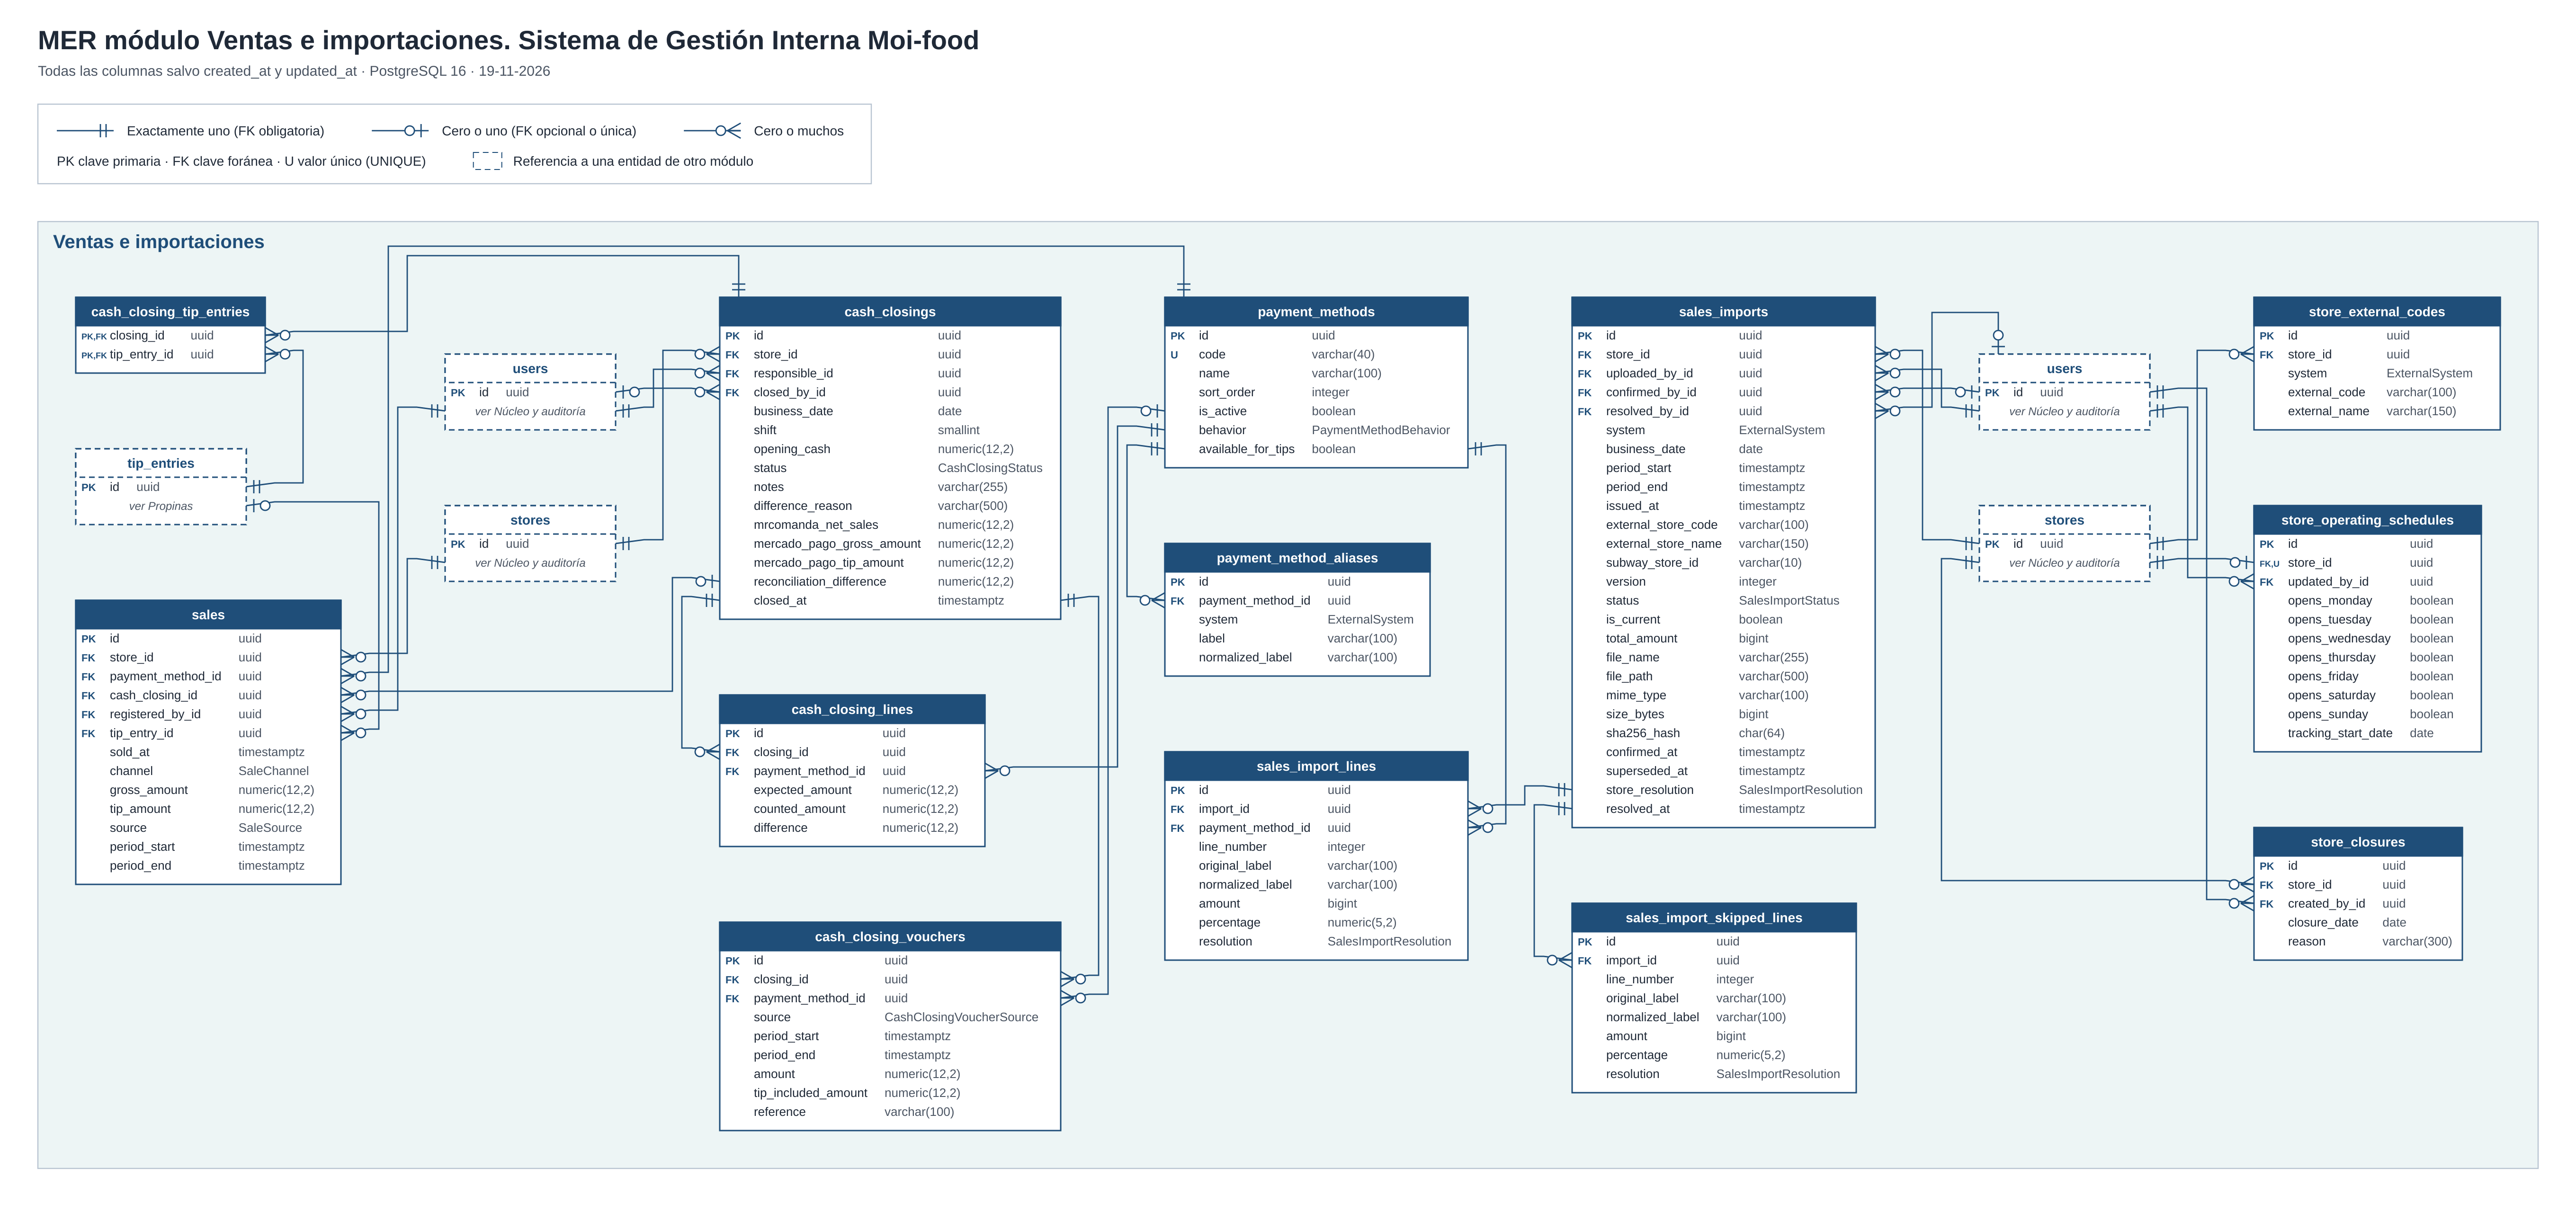 MER módulo Ventas e importaciones. Sistema de Gestión Interna Moi-food
Todas las columnas salvo created_at y updated_at · PostgreSQL 16 · 19-11-2026
Exactamente uno (FK obligatoria)
Cero o uno (FK opcional o única)
Cero o muchos
PK clave primaria · FK clave foránea · U valor único (UNIQUE)
Referencia a una entidad de otro módulo
Ventas e importaciones
cash_closing_tip_entries
PK,FK closing_id uuid
PK,FK tip_entry_id uuid
tip_entries
PK id uuid
ver Propinas
sales
PK id uuid
FK store_id uuid
FK payment_method_id uuid
FK cash_closing_id uuid
FK registered_by_id uuid
FK tip_entry_id uuid
sold_at timestamptz
channel SaleChannel
gross_amount numeric(12,2)
tip_amount numeric(12,2)
source SaleSource
period_start timestamptz
period_end timestamptz
users
PK id uuid
ver Núcleo y auditoría
stores
PK id uuid
ver Núcleo y auditoría
cash_closings
PK id uuid
FK store_id uuid
FK responsible_id uuid
FK closed_by_id uuid
business_date date
shift smallint
opening_cash numeric(12,2)
status CashClosingStatus
notes varchar(255)
difference_reason varchar(500)
mrcomanda_net_sales numeric(12,2)
mercado_pago_gross_amount numeric(12,2)
mercado_pago_tip_amount numeric(12,2)
reconciliation_difference numeric(12,2)
closed_at timestamptz
cash_closing_lines
PK id uuid
FK closing_id uuid
FK payment_method_id uuid
expected_amount numeric(12,2)
counted_amount numeric(12,2)
difference numeric(12,2)
cash_closing_vouchers
PK id uuid
FK closing_id uuid
FK payment_method_id uuid
source CashClosingVoucherSource
period_start timestamptz
period_end timestamptz
amount numeric(12,2)
tip_included_amount numeric(12,2)
reference varchar(100)
payment_methods
PK id uuid
U code varchar(40)
name varchar(100)
sort_order integer
is_active boolean
behavior PaymentMethodBehavior
available_for_tips boolean
payment_method_aliases
PK id uuid
FK payment_method_id uuid
system ExternalSystem
label varchar(100)
normalized_label varchar(100)
sales_import_lines
PK id uuid
FK import_id uuid
FK payment_method_id uuid
line_number integer
original_label varchar(100)
normalized_label varchar(100)
amount bigint
percentage numeric(5,2)
resolution SalesImportResolution
sales_imports
PK id uuid
FK store_id uuid
FK uploaded_by_id uuid
FK confirmed_by_id uuid
FK resolved_by_id uuid
system ExternalSystem
business_date date
period_start timestamptz
period_end timestamptz
issued_at timestamptz
external_store_code varchar(100)
external_store_name varchar(150)
subway_store_id varchar(10)
version integer
status SalesImportStatus
is_current boolean
total_amount bigint
file_name varchar(255)
file_path varchar(500)
mime_type varchar(100)
size_bytes bigint
sha256_hash char(64)
confirmed_at timestamptz
superseded_at timestamptz
store_resolution SalesImportResolution
resolved_at timestamptz
sales_import_skipped_lines
PK id uuid
FK import_id uuid
line_number integer
original_label varchar(100)
normalized_label varchar(100)
amount bigint
percentage numeric(5,2)
resolution SalesImportResolution
users
PK id uuid
ver Núcleo y auditoría
stores
PK id uuid
ver Núcleo y auditoría
store_external_codes
PK id uuid
FK store_id uuid
system ExternalSystem
external_code varchar(100)
external_name varchar(150)
store_operating_schedules
PK id uuid
FK,U store_id uuid
FK updated_by_id uuid
opens_monday boolean
opens_tuesday boolean
opens_wednesday boolean
opens_thursday boolean
opens_friday boolean
opens_saturday boolean
opens_sunday boolean
tracking_start_date date
store_closures
PK id uuid
FK store_id uuid
FK created_by_id uuid
closure_date date
reason varchar(300)